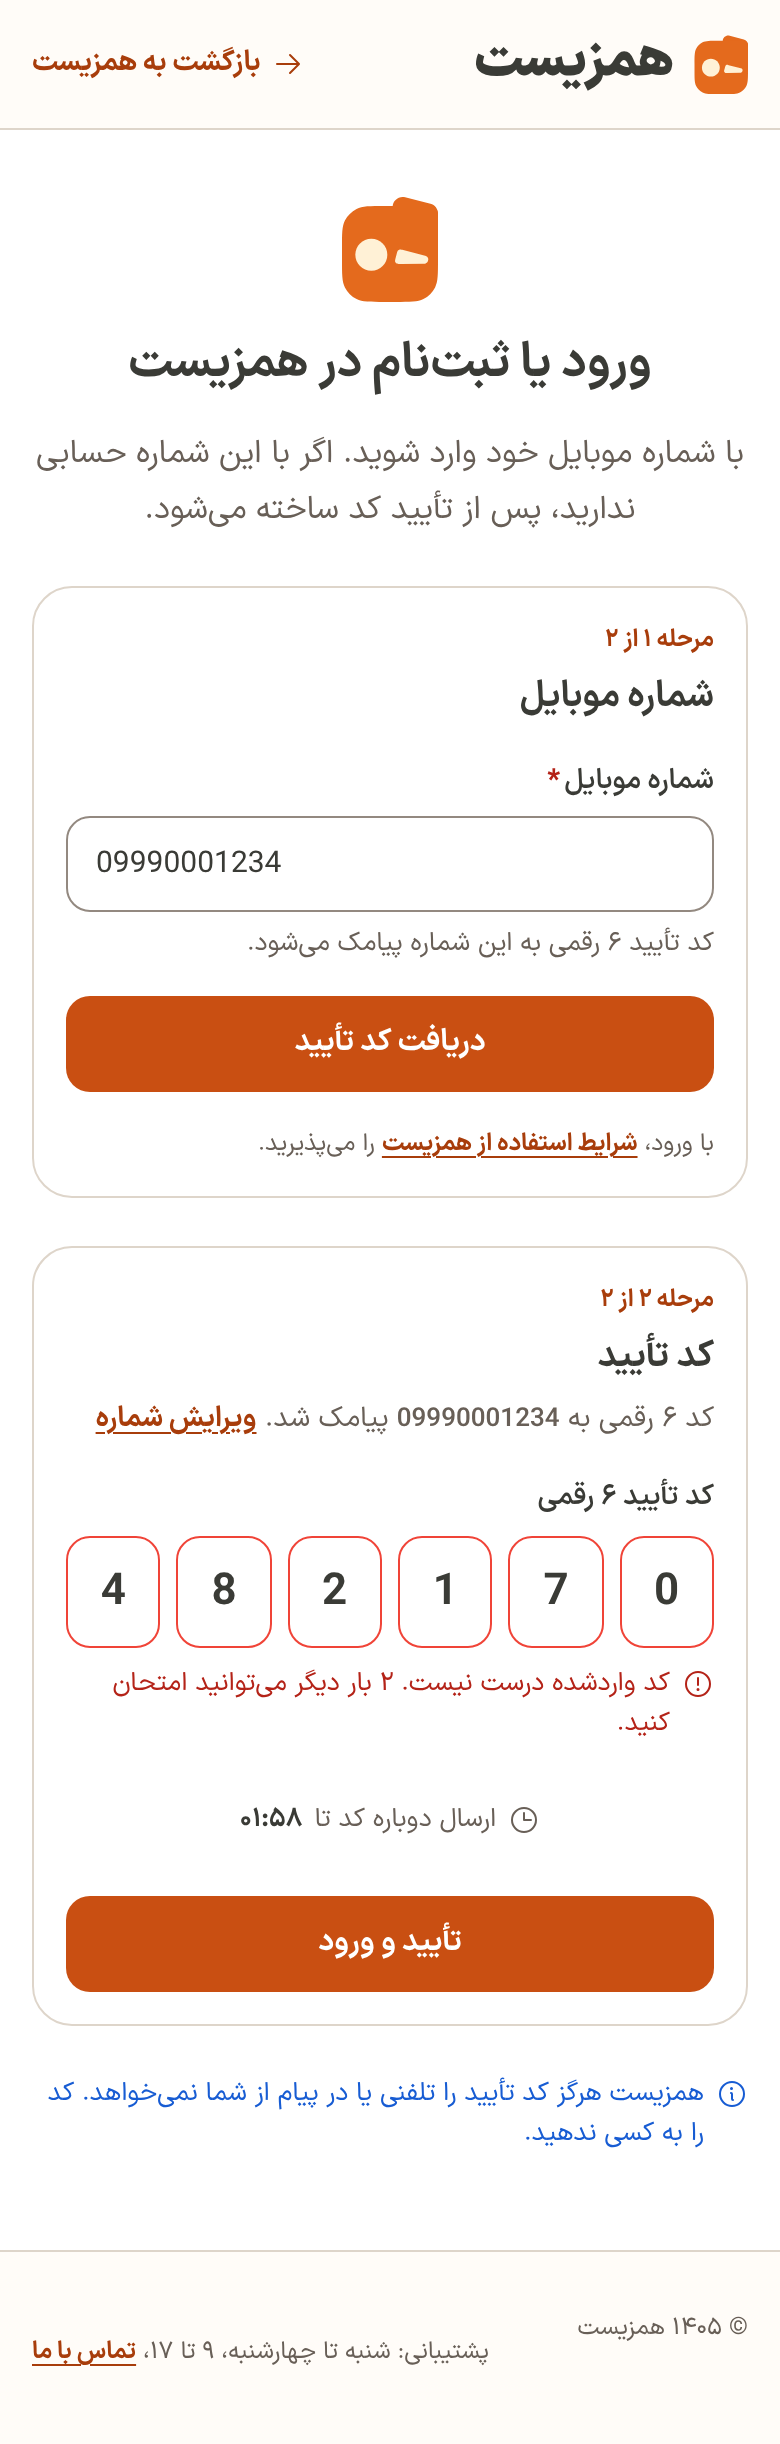 همزیست
بازگشت به همزیست
ورود یا ثبت‌نام در همزیست
با شماره موبایل خود وارد شوید. اگر با این شماره حسابی
ندارید، پس از تأیید کد ساخته می‌شود.
مرحله ۱ از ۲
شماره موبایل
شماره موبایل *
09990001234
کد تأیید ۶ رقمی به این شماره پیامک می‌شود.
دریافت کد تأیید
با ورود، شرایط استفاده از همزیست را می‌پذیرید.
مرحله ۲ از ۲
کد تأیید
کد ۶ رقمی به 09990001234 پیامک شد. ویرایش شماره
کد تأیید ۶ رقمی
4 8 2 1 7 0
کد واردشده درست نیست. ۲ بار دیگر می‌توانید امتحان
کنید.
ارسال دوباره کد تا ۰۱:۵۸
تأیید و ورود
همزیست هرگز کد تأیید را تلفنی یا در پیام از شما نمی‌خواهد. کد
را به کسی ندهید.
© ۱۴۰۵ همزیست
پشتیبانی: شنبه تا چهارشنبه، ۹ تا ۱۷، تماس با ما